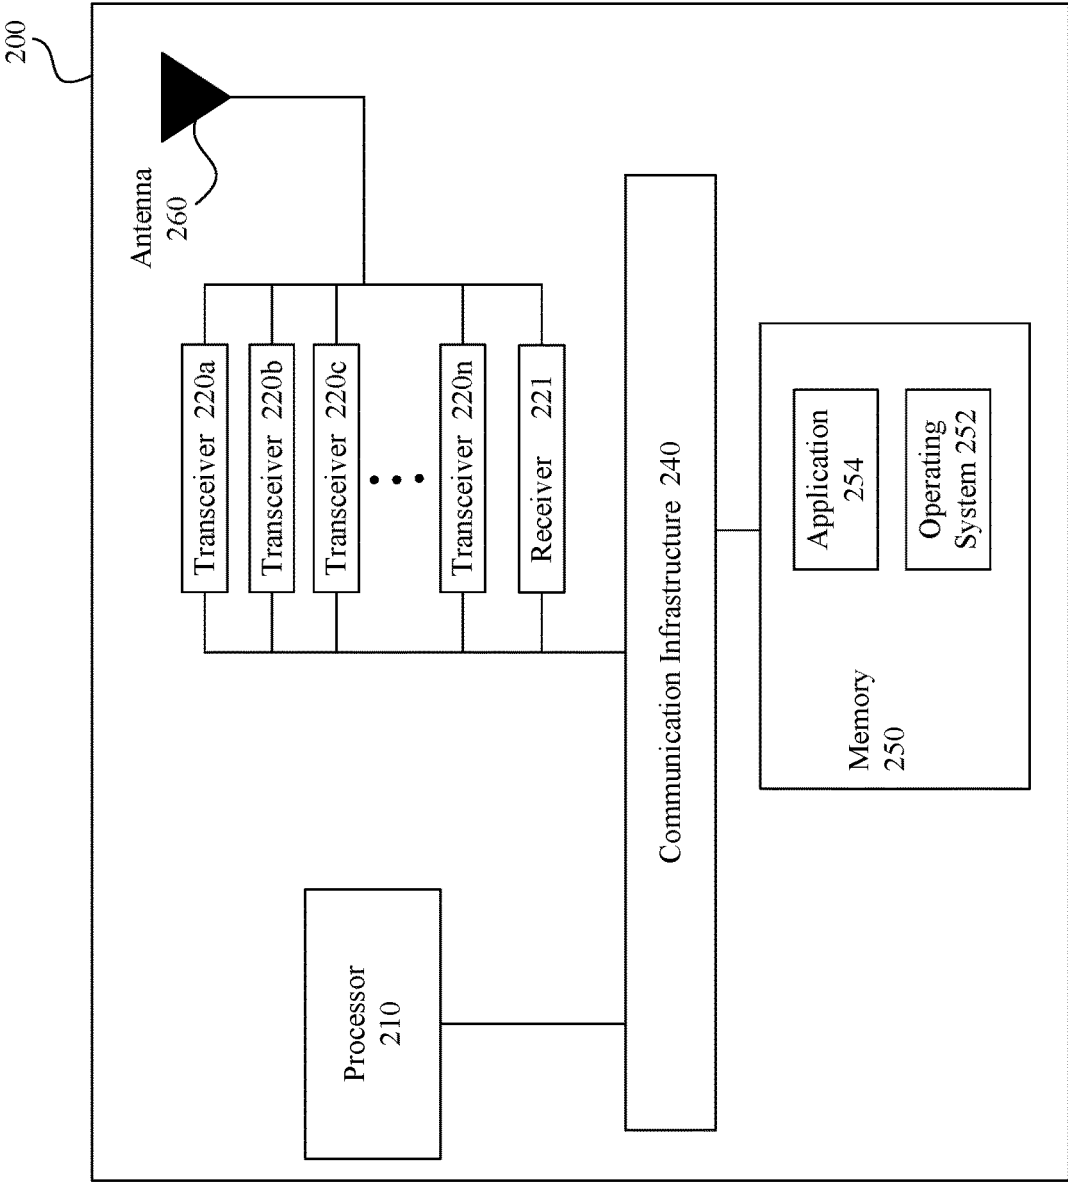 200
Antenna
260
Transceiver 220a
Transceiver 220b
Transceiver 220c
Transceiver 220n
Receiver 221
Processor
210
Communication Infrastructure 240
Application
254
Operating
System 252
Memory
250